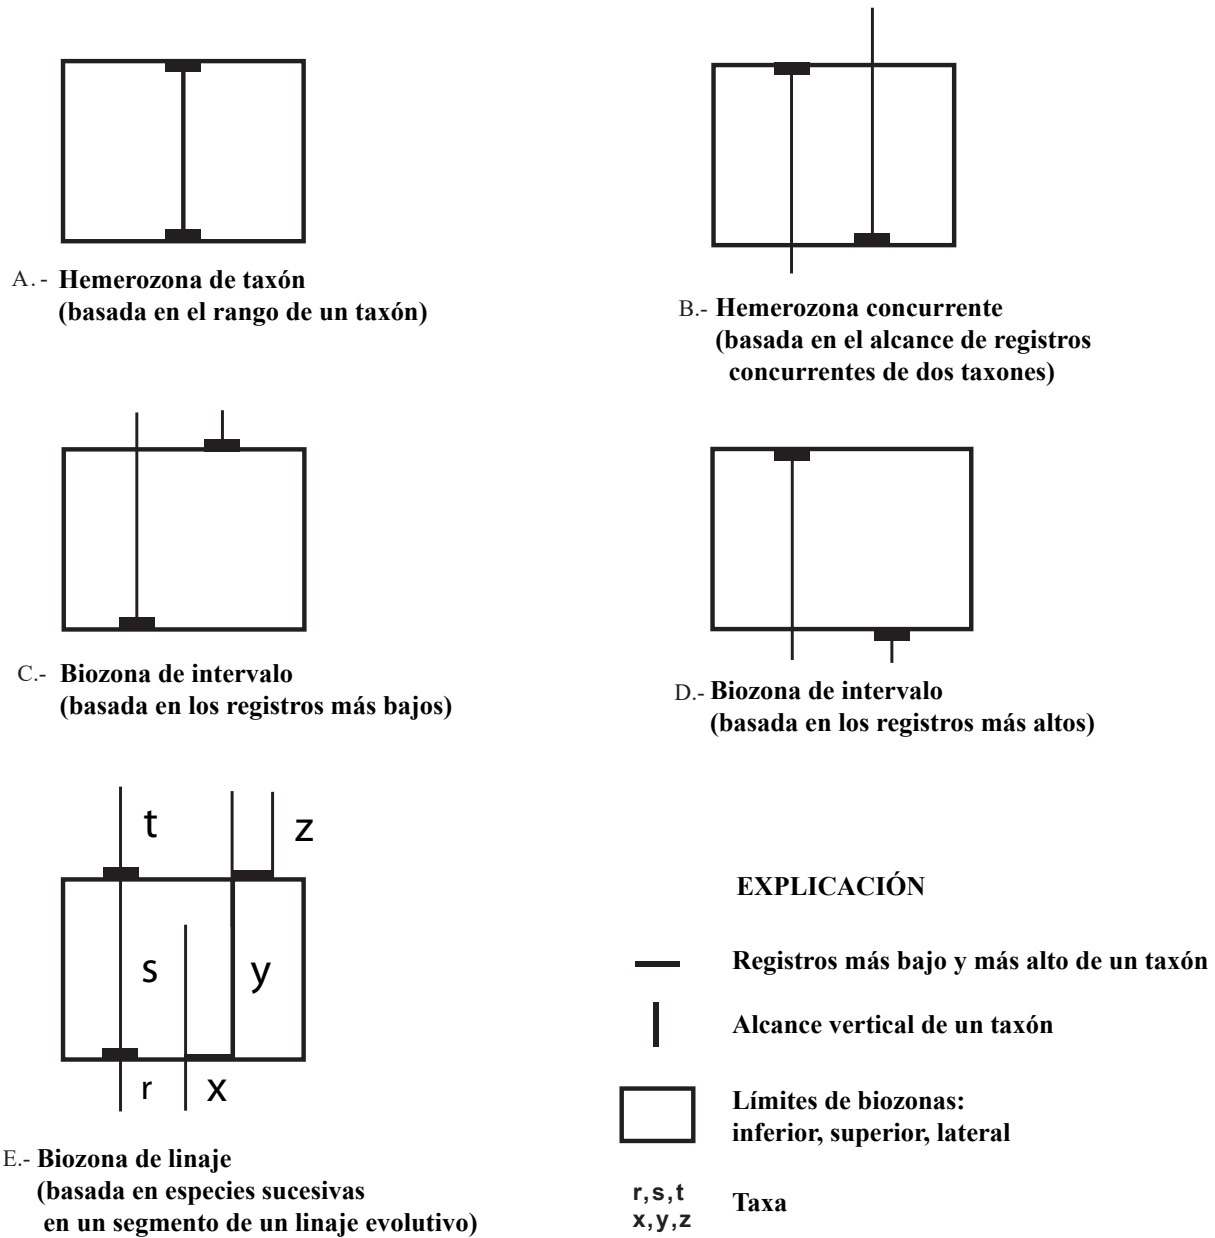 A.- Hemerozona de taxón
(basada en el rango de un taxón)
B.- Hemerozona concurrente
(basada en el alcance de registros
concurrentes de dos taxones)
C.- Biozona de intervalo
(basada en los registros más bajos)
D.- Biozona de intervalo
(basada en los registros más altos)
t
z
s
y
r
x
E.- Biozona de linaje
(basada en especies sucesivas
en un segmento de un linaje evolutivo)
EXPLICACIÓN
Registros más bajo y más alto de un taxón
Alcance vertical de un taxón
Límites de biozonas:
inferior, superior, lateral
r,s,t
x,y,z
Taxa